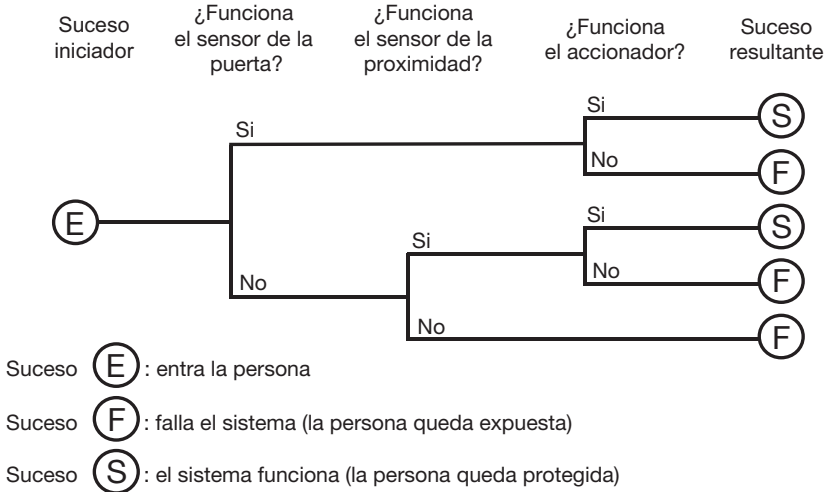 Suceso
iniciador
¿Funciona
el sensor de la
puerta?
¿Funciona
el sensor de la
proximidad?
¿Funciona
el accionador?
Suceso
resultante
Si
S
Si
No
F
E
Si
S
Si
No
No
F
No
F
Suceso E : entra la persona
Suceso F : falla el sistema (la persona queda expuesta)
Suceso S : el sistema funciona (la persona queda protegida)